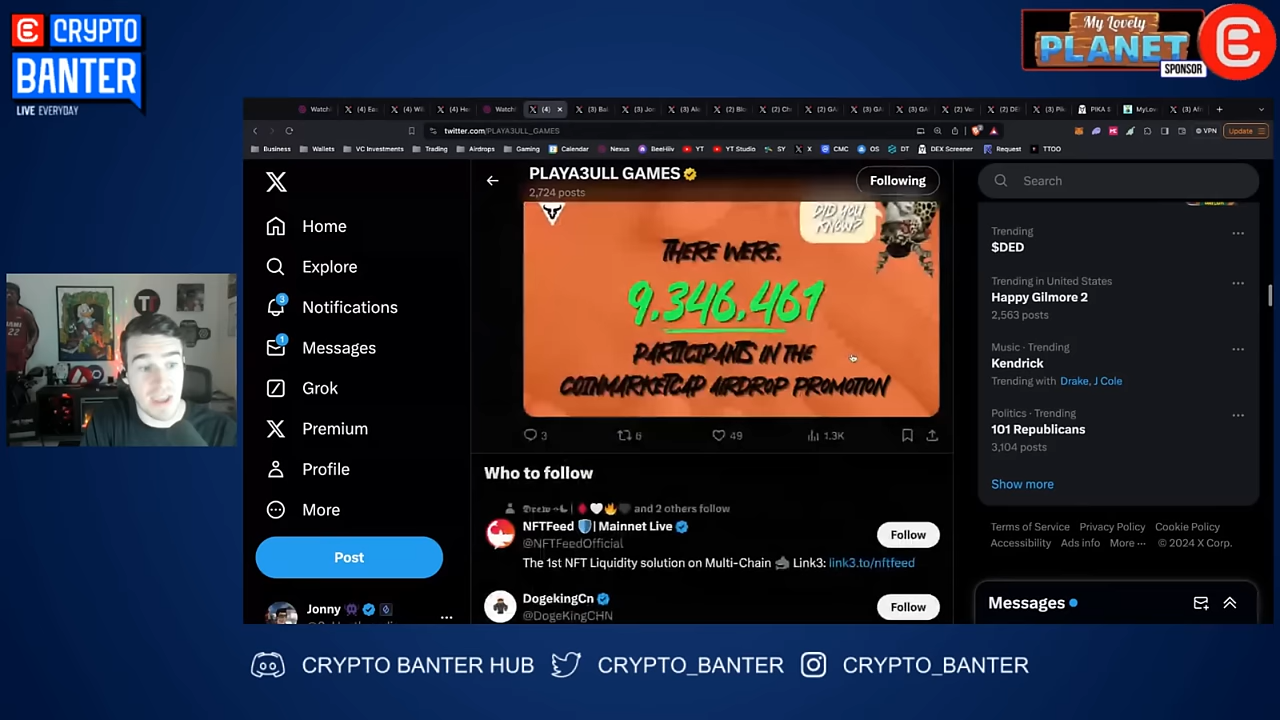 CRYPTO
BANTER
LIVE EVERYDAY
My Lovely
PLANET
SPONSOR
twitter.com/PLAYA3ULL_GAMES
VPN
Update
Business
Wallets
VC Investments
Trading
Airdrops
Gaming
Calendar
Nexus
BeeHiiv
YT
YT Studio
SY
X
CMC
OS
DT
DEX Screener
Request
TTOO
PLAYA3ULL GAMES
2,724 posts
Following
Search
Home
Explore
3
Notifications
1
Messages
Grok
Premium
Profile
More
Post
Jonny
DID YOU
KNOW?
THERE WERE.
9.346.461
PARTICIPANTS IN THE
COINMARKETCAP AIRDROP PROMOTION
3
6
49
1.3K
Who to follow
and 2 others follow
NFTFeed | Mainnet Live
@NFTFeedOfficial
The 1st NFT Liquidity solution on Multi-Chain Link3: link3.to/nftfeed
Follow
DogekingCn
@DogeKingCHN
Follow
Trending
$DED
Trending in United States
Happy Gilmore 2
2,563 posts
Music · Trending
Kendrick
Trending with Drake, J Cole
Politics · Trending
101 Republicans
3,104 posts
Show more
Terms of Service Privacy Policy Cookie Policy
Accessibility Ads info More ··· © 2024 X Corp.
Messages
CRYPTO BANTER HUB
CRYPTO_BANTER
CRYPTO_BANTER